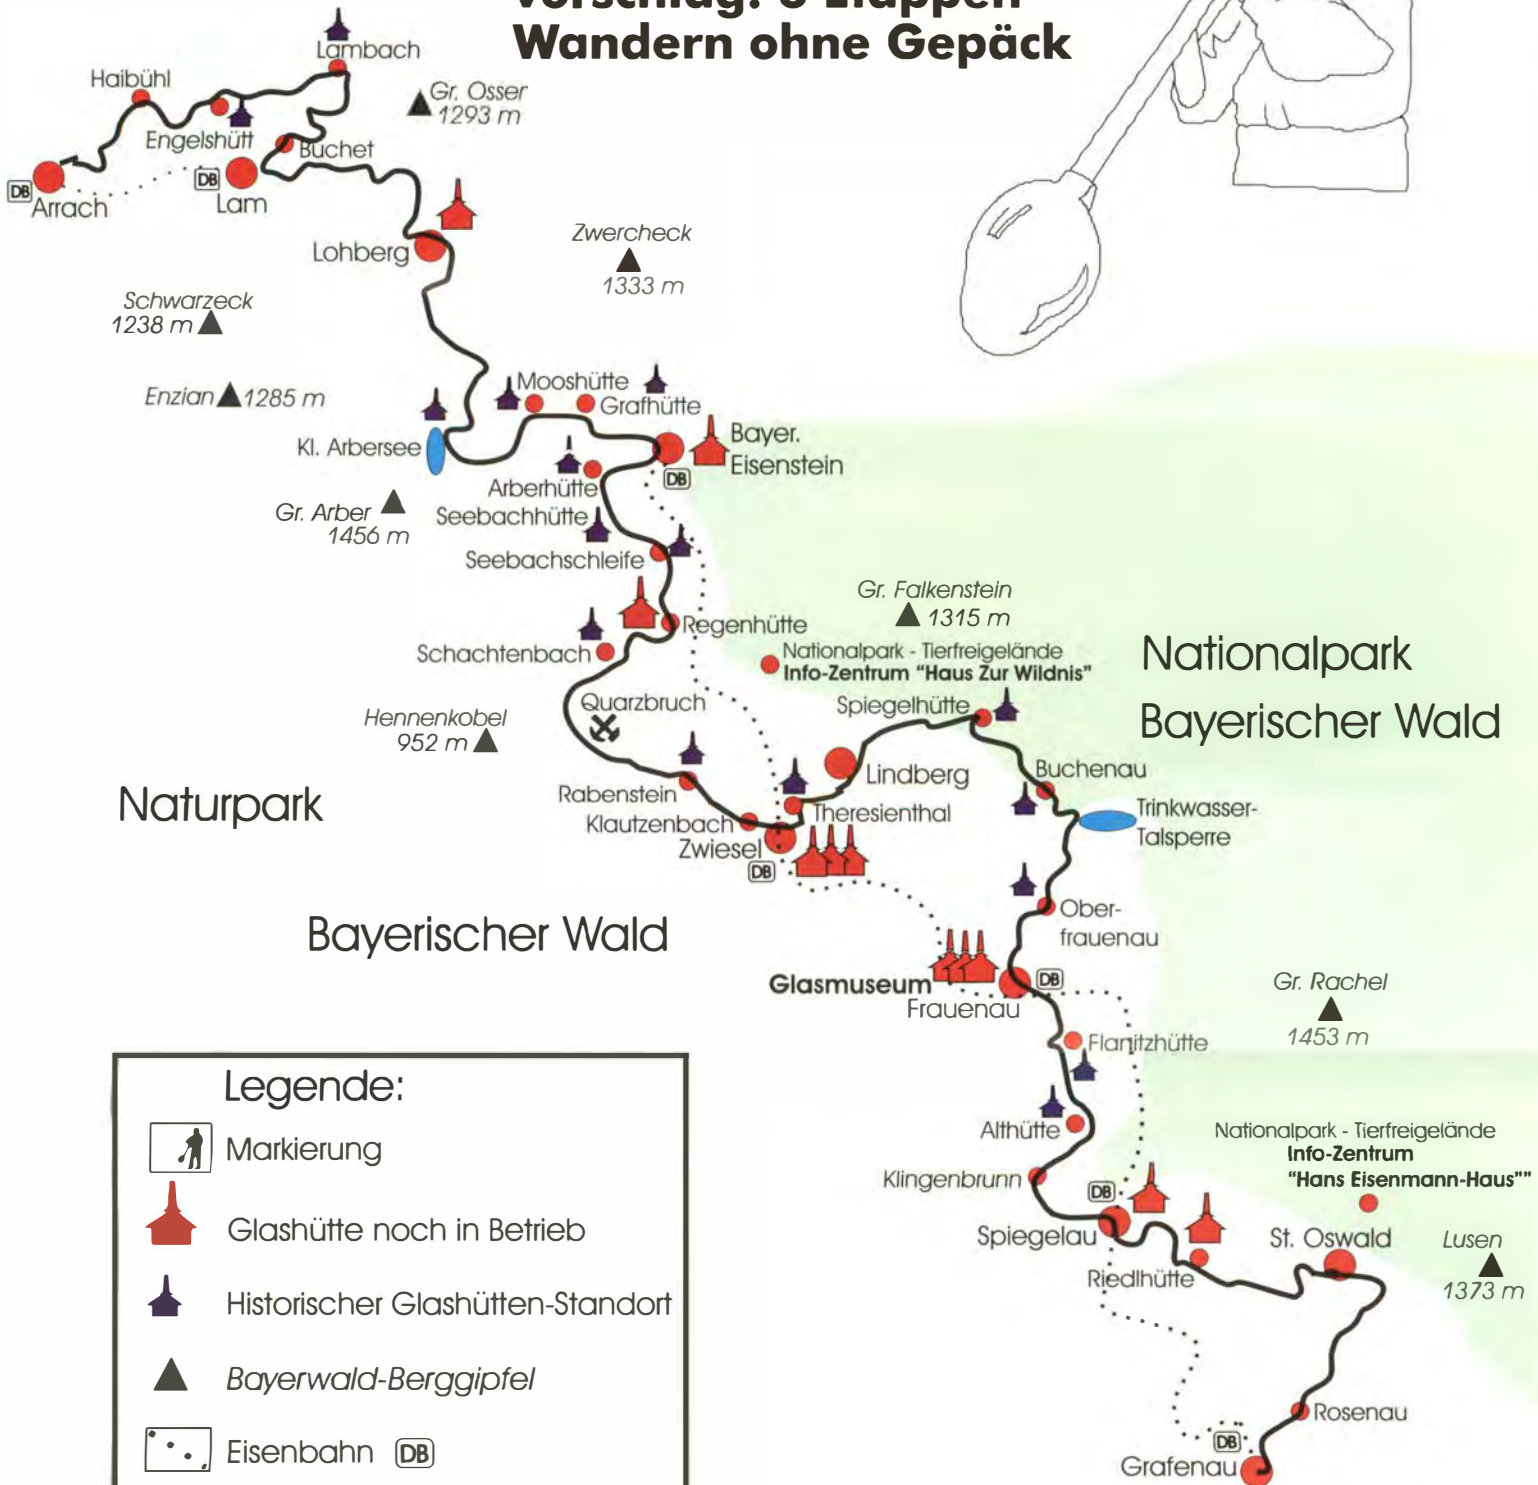 Vorschlag: 8 Etappen
Wandern ohne Gepäck
Lambach
Haibühl
Gr. Osser
1293 m
Engelshütt
Buchet
DB
Arrach
DB
Lam
Lohberg
Zwercheck
1333 m
Schwarzeck
1238 m
Enzian 1285 m
Mooshütte
Grafhütte
Kl. Arbersee
Bayer.
Eisenstein
DB
Arberhütte
Gr. Arber
1456 m
Seebachhütte
Seebachschleife
Gr. Falkenstein
1315 m
Regenhütte
Schachtenbach
Nationalpark - Tierfreigelände
Info-Zentrum "Haus Zur Wildnis"
Nationalpark
Bayerischer Wald
Quarzbruch
Spiegelhütte
Hennenkobel
952 m
Lindberg
Buchenau
Rabenstein
Theresienthal
Klautzenbach
Zwiesel
DB
Trinkwasser-
Talsperre
Naturpark
Bayerischer Wald
Ober-
frauenau
Glasmuseum
Frauenau
DB
Gr. Rachel
1453 m
Flanitzhütte
Althütte
Klingenbrunn
Nationalpark - Tierfreigelände
Info-Zentrum
"Hans Eisenmann-Haus""
DB
Spiegelau
Riedlhütte
St. Oswald
Lusen
1373 m
Rosenau
DB
Grafenau
Legende:
Markierung
Glashütte noch in Betrieb
Historischer Glashütten-Standort
Bayerwald-Berggipfel
Eisenbahn DB